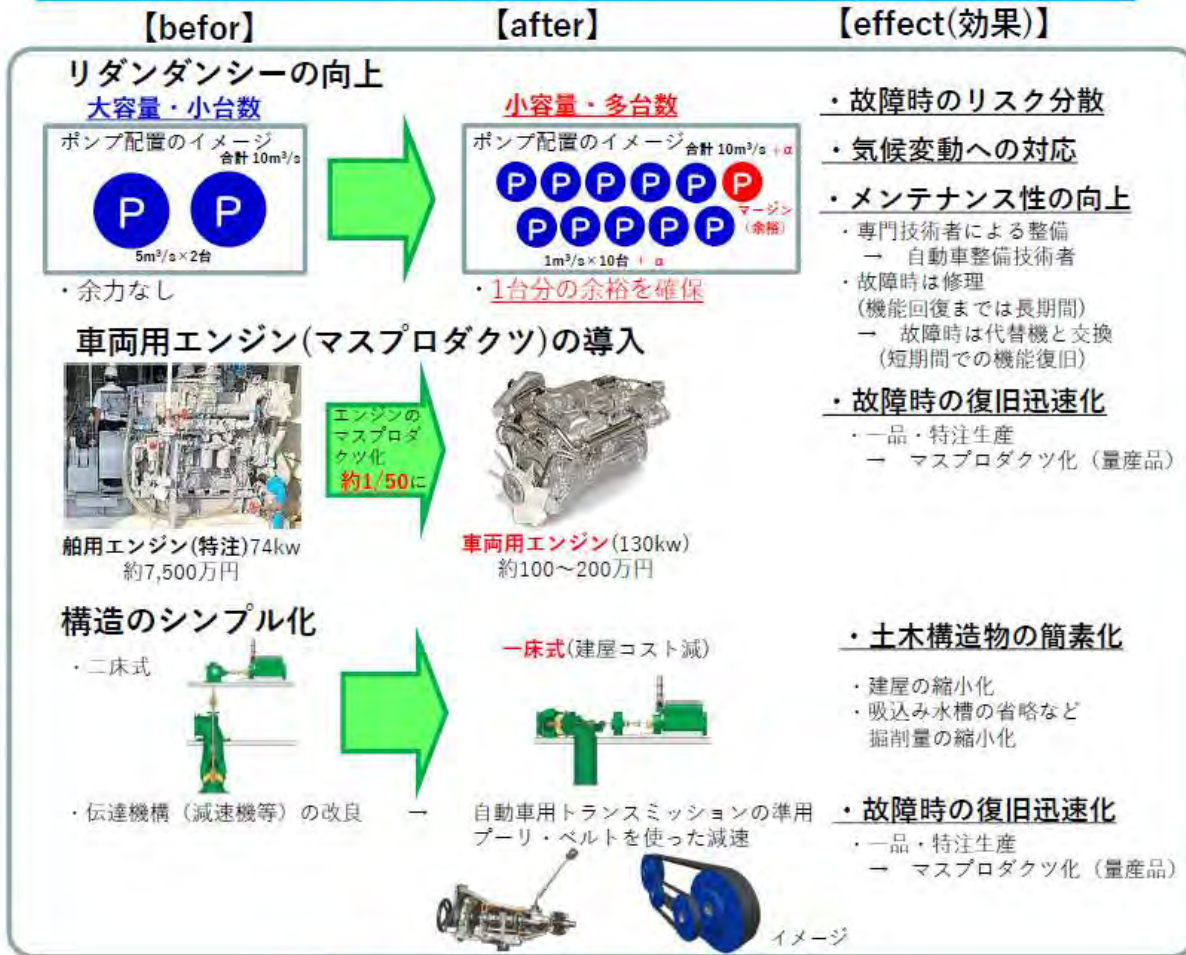 【befor】
【after】
【effect(効果)】
リダンダンシーの向上
大容量・小台数
ポンプ配置のイメージ
合計 10m³/s
P P
5m³/s×2台
・余力なし
小容量・多台数
ポンプ配置のイメージ
合計 10m³/s +α
P P P P P P
マージン
(余裕)
P P P P P
1m³/s×10台 + α
・1台分の余裕を確保
・故障時のリスク分散
・気候変動への対応
・メンテナンス性の向上
・専門技術者による整備
→ 自動車整備技術者
・故障時は修理
(機能回復までは長期間)
→ 故障時は代替機と交換
(短期間での機能復旧)
車両用エンジン(マスプロダクツ)の導入
エンジンの
マスプロダ
クツ化
約1/50に
船用エンジン(特注)74kw
約7,500万円
車両用エンジン(130kw)
約100～200万円
・故障時の復旧迅速化
・一品・特注生産
→ マスプロダクツ化（量産品）
構造のシンプル化
・二床式
一床式(建屋コスト減)
・土木構造物の簡素化
・建屋の縮小化
・吸込み水槽の省略など
掘削量の縮小化
・伝達機構（減速機等）の改良 →
自動車用トランスミッションの準用
プーリ・ベルトを使った減速
イメージ
・故障時の復旧迅速化
・一品・特注生産
→ マスプロダクツ化（量産品）